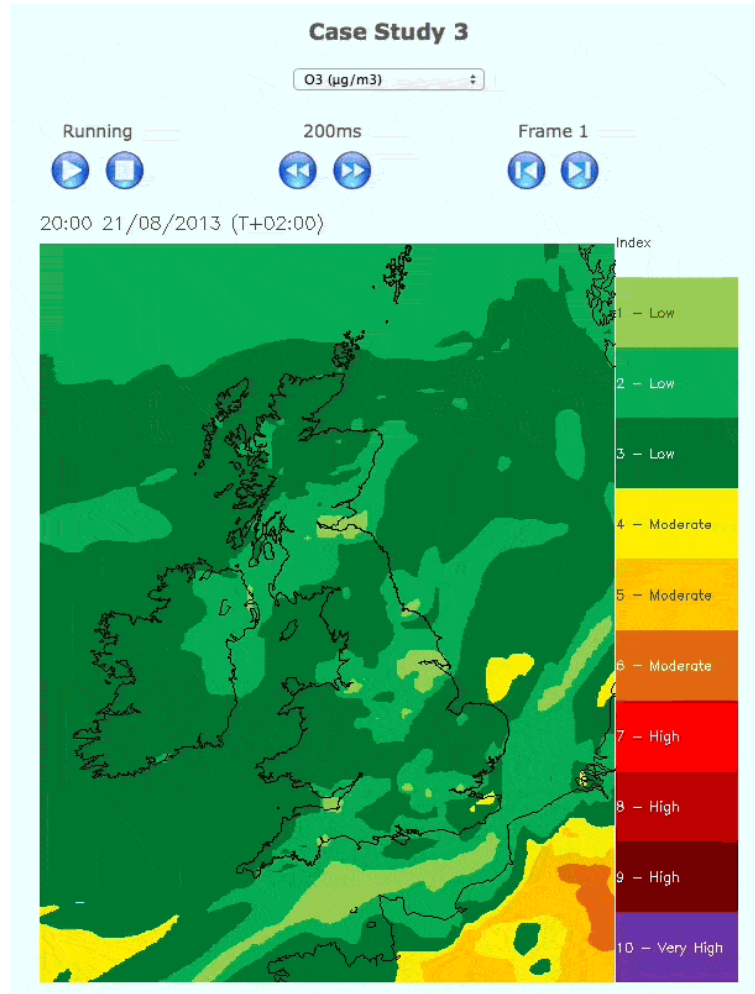 Case Study 3
O3 (µg/m3)
Running 200ms Frame 1
20:00 21/08/2013 (T+02:00)
Index
1 – Low
2 – Low
3 – Low
4 – Moderate
5 – Moderate
6 – Moderate
7 – High
8 – High
9 – High
10 – Very High